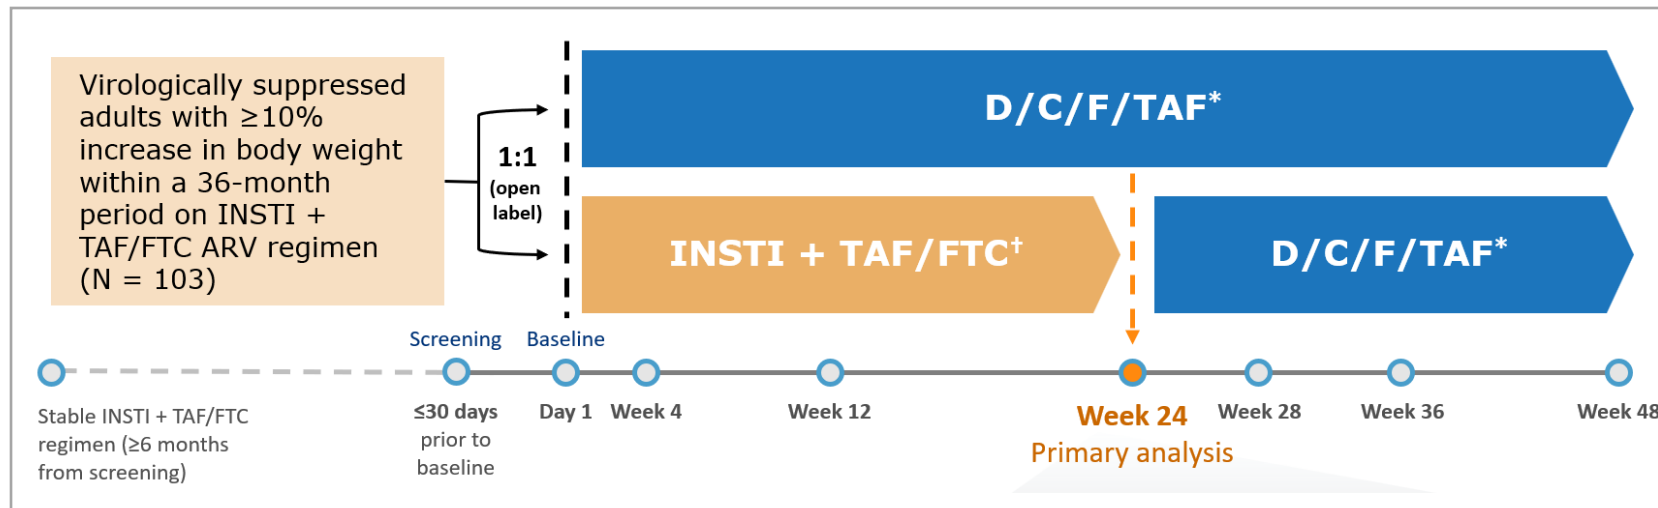 Virologically suppressed
adults with ≥10%
increase in body weight
within a 36-month
period on INSTI +
TAF/FTC ARV regimen
(N = 103)
1:1
(open
label)
D/C/F/TAF*
INSTI + TAF/FTC†
D/C/F/TAF*
Screening
Baseline
Stable INSTI + TAF/FTC
regimen (≥6 months
from screening)
≤30 days
prior to
baseline
Day 1
Week 4
Week 12
Week 24
Primary analysis
Week 28
Week 36
Week 48